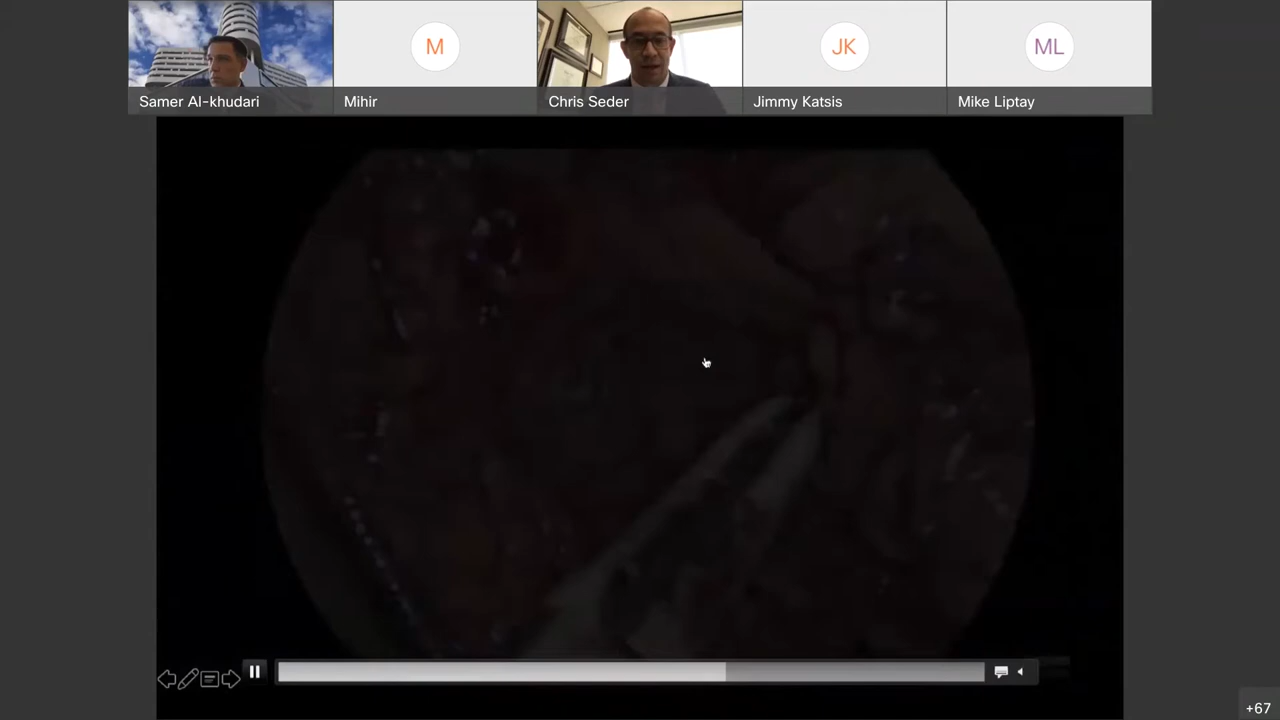 M
JK
ML
Samer Al-khudari
Mihir
Chris Seder
Jimmy Katsis
Mike Liptay
+67